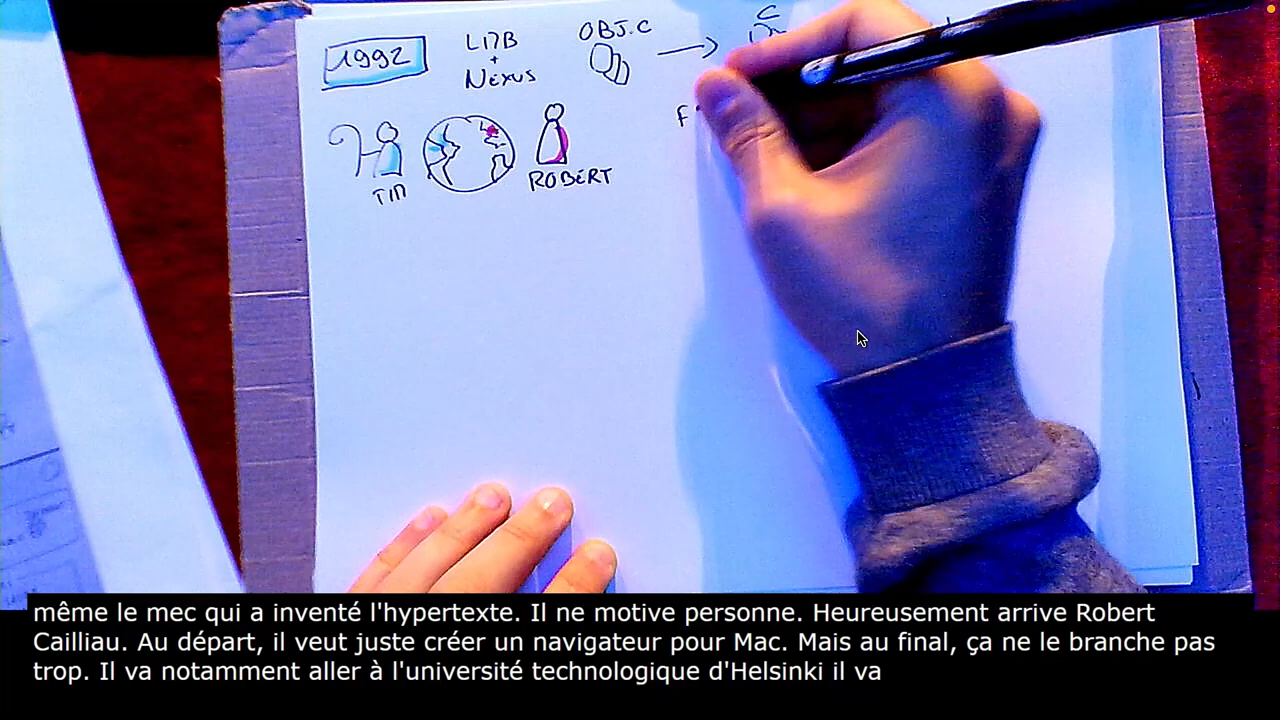 1992
L17B
+
NEXUS
OBJ.C
C
F
TIM
ROBERT
même le mec qui a inventé l'hypertexte. Il ne motive personne. Heureusement arrive Robert
Cailliau. Au départ, il veut juste créer un navigateur pour Mac. Mais au final, ça ne le branche pas
trop. Il va notamment aller à l'université technologique d'Helsinki il va